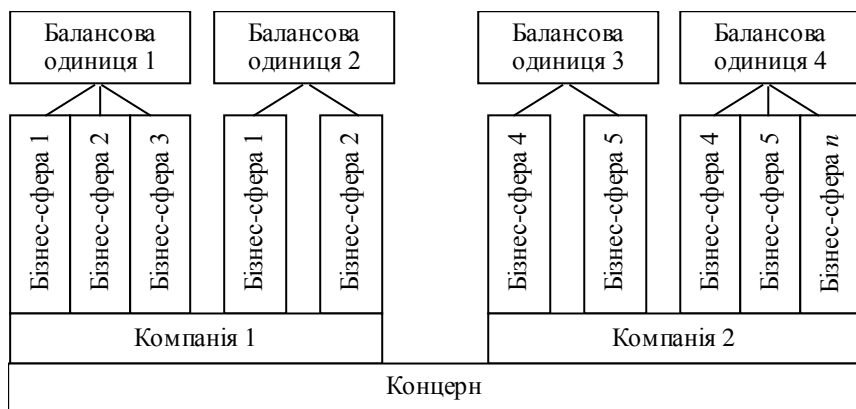 Балансова
одиниця 1
Балансова
одиниця 2
Балансова
одиниця 3
Балансова
одиниця 4
Бізнес-сфера 1
Бізнес-сфера 2
Бізнес-сфера 3
Бізнес-сфера 1
Бізнес-сфера 2
Бізнес-сфера 4
Бізнес-сфера 5
Бізнес-сфера 4
Бізнес-сфера 5
Бізнес-сфера n
Компанія 1
Компанія 2
Концерн